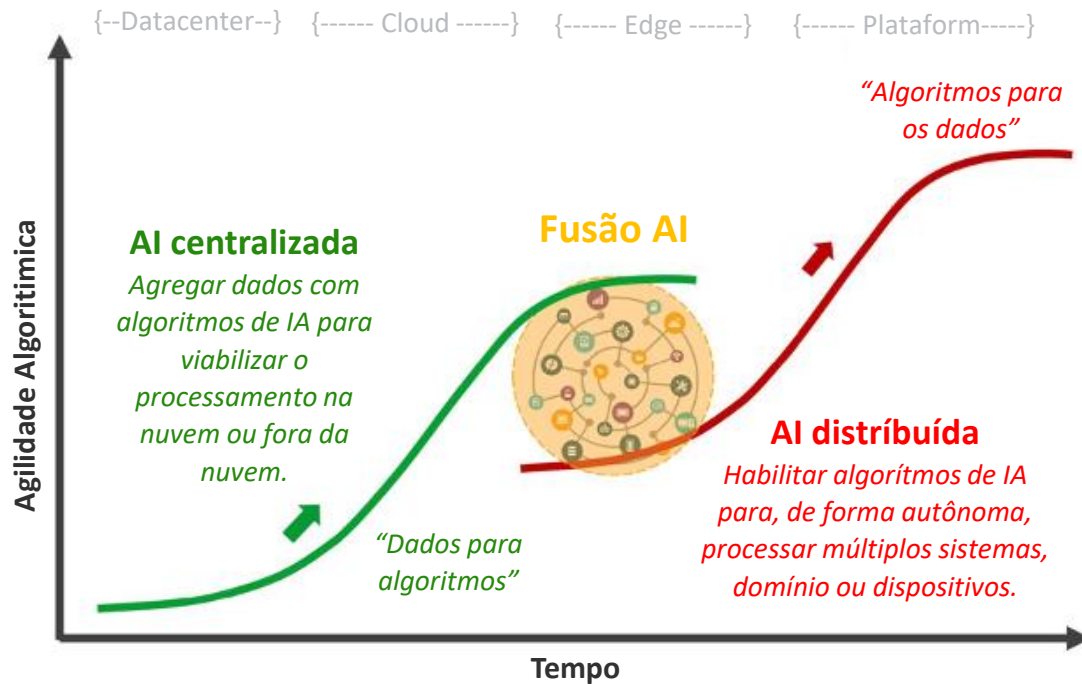 {--Datacenter--} {------ Cloud ------} {------ Edge ------} {------ Plataform-----}
“Algoritmos para
os dados”
Agilidade Algoritimica
AI centralizada
Agregar dados com
algoritmos de IA para
viabilizar o
processamento na
nuvem ou fora da
nuvem.
Fusão AI
“Dados para
algoritmos”
AI distríbuída
Habilitar algorítmos de IA
para, de forma autônoma,
processar múltiplos sistemas,
domínio ou dispositivos.
Tempo